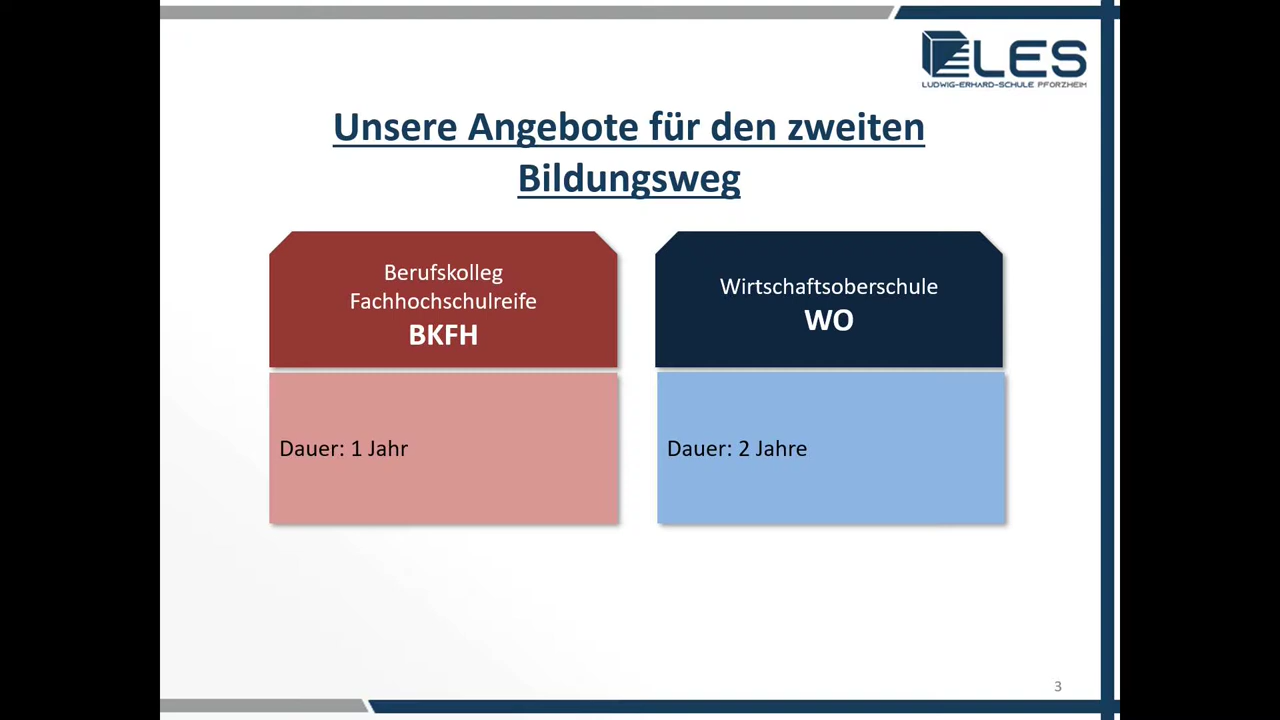 LES
LUDWIG-ERHARD-SCHULE PFORZHEIM
Unsere Angebote für den zweiten
Bildungsweg
Berufskolleg
Fachhochschulreife
BKFH
Wirtschaftsoberschule
WO
Dauer: 1 Jahr
Dauer: 2 Jahre
3